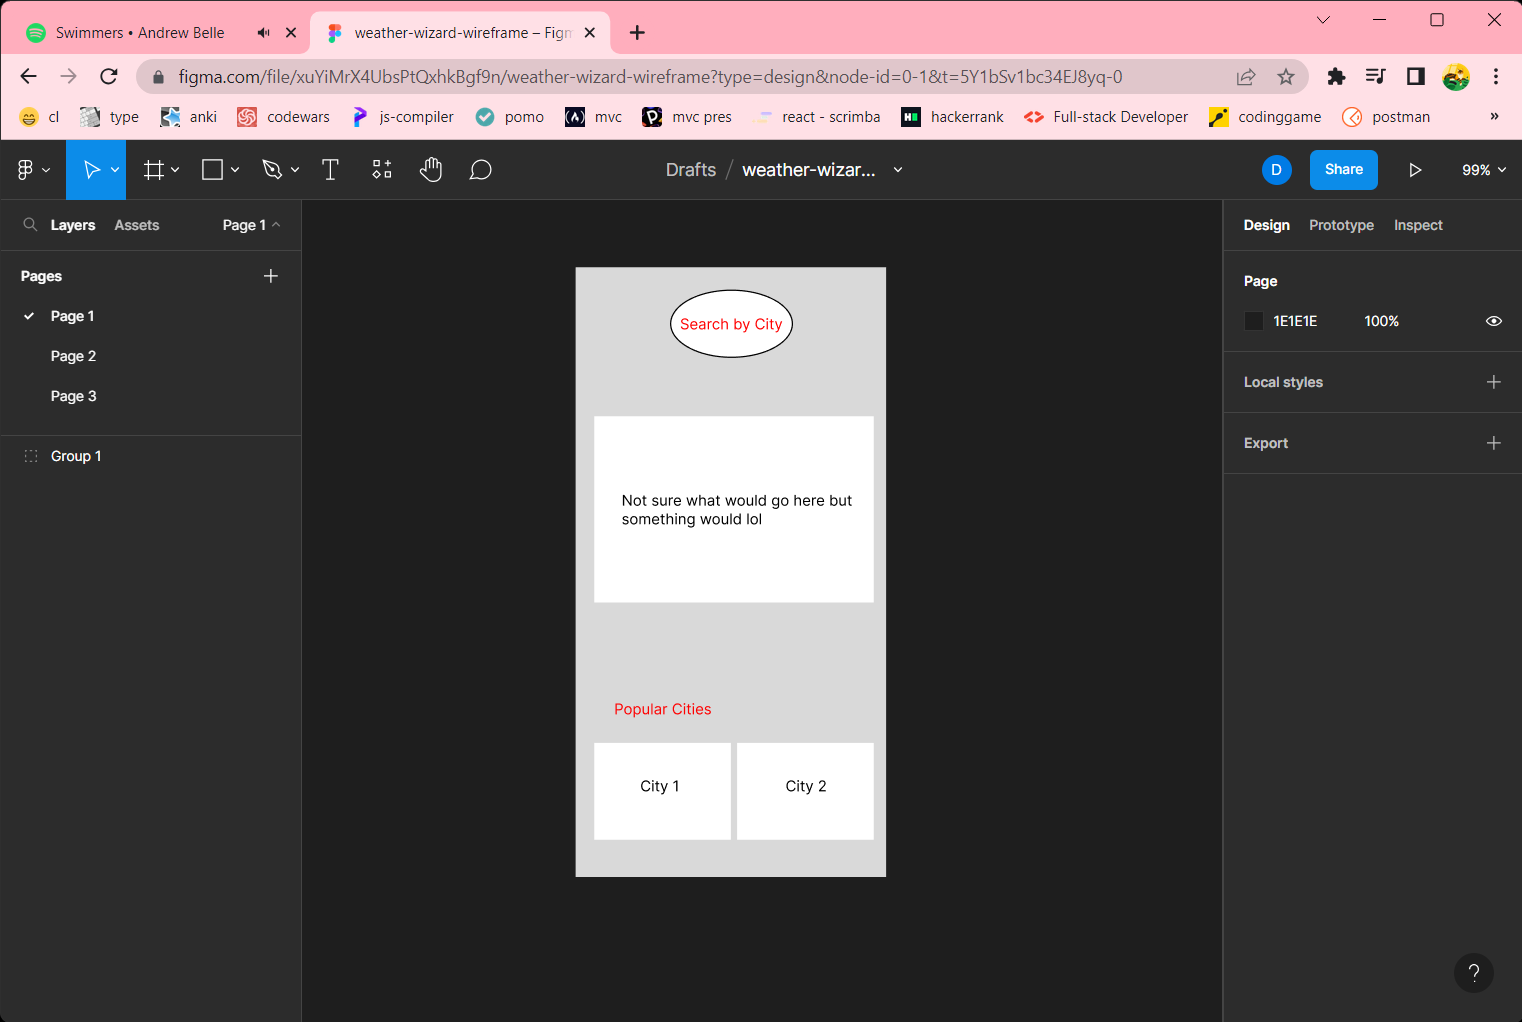 Swimmers • Andrew Belle
weather-wizard-wireframe – Figm
figma.com/file/xuYiMrX4UbsPtQxhkBgf9n/weather-wizard-wireframe?type=design&node-id=0-1&t=5Y1bSv1bc34EJ8yq-0
cl type anki codewars js-compiler pomo mvc mvc pres react - scrimba hackerrank Full-stack Developer codinggame postman »
Drafts / weather-wizar... D Share 99%
Layers Assets Page 1
Design Prototype Inspect
Pages
Page 1
Page 2
Page 3
Group 1
Search by City
Not sure what would go here but
something would lol
Popular Cities
City 1 City 2
Page
1E1E1E 100%
Local styles
Export
?